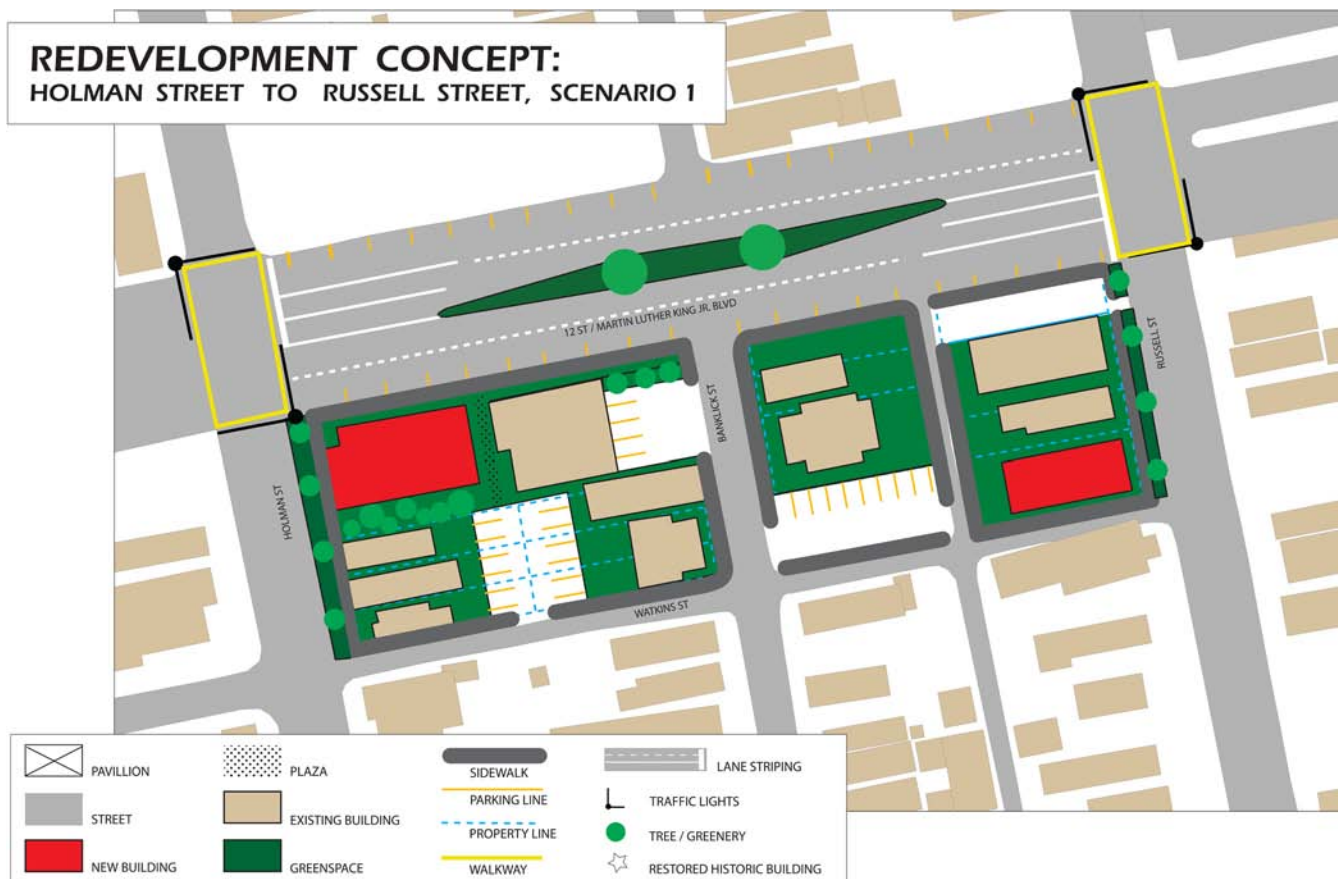 REDEVELOPMENT CONCEPT:
HOLMAN STREET TO RUSSELL STREET, SCENARIO 1
12 ST / MARTIN LUTHER KING JR. BLVD
RUSSELL ST
BANKLICK ST
HOLMAN ST
WATKINS ST
PAVILLION
PLAZA
SIDEWALK
LANE STRIPING
PARKING LINE
TRAFFIC LIGHTS
STREET
EXISTING BUILDING
PROPERTY LINE
TREE / GREENERY
NEW BUILDING
GREENSPACE
WALKWAY
RESTORED HISTORIC BUILDING